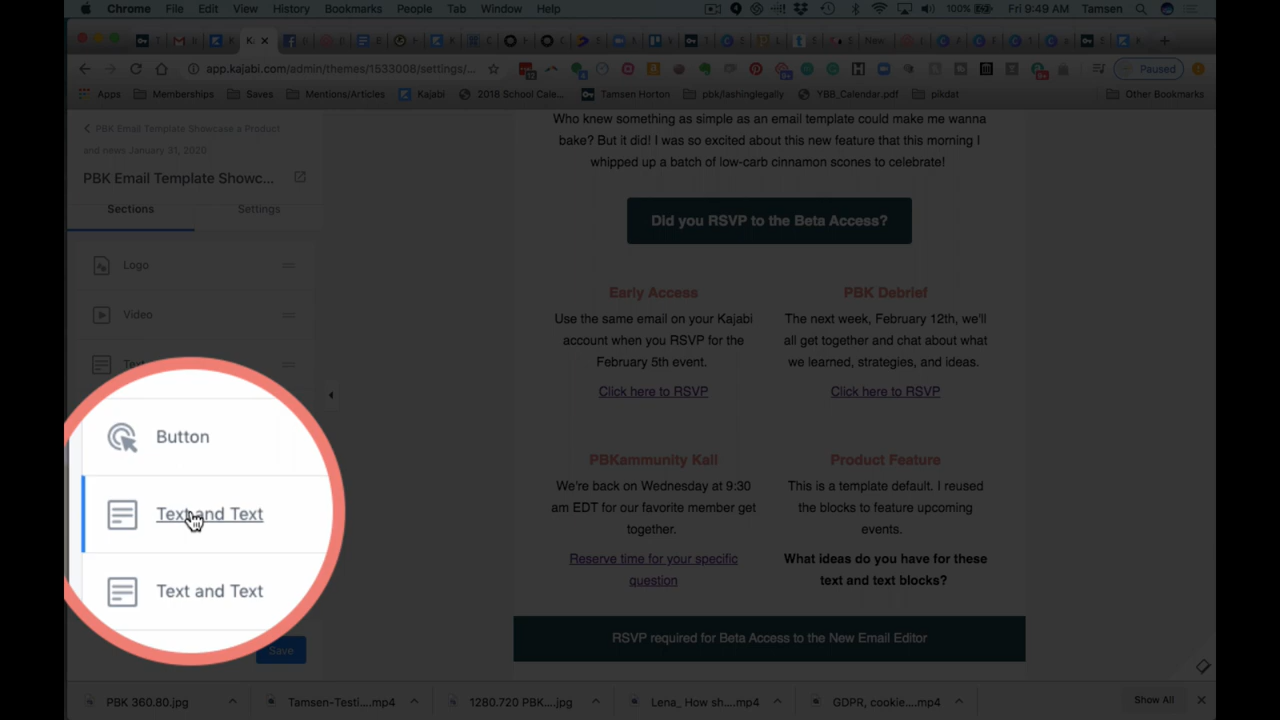 Chrome File Edit View History Bookmarks People Tab Window Help 100% Fri 9:49 AM Tamsen
app.kajabi.com/admin/themes/1533008/settings/... Paused
Apps Memberships Saves Mentions/Articles Kajabi 2018 School Cale... Tamsen Horton pbk/lashinglegally YBB_Calendar.pdf pikdat Other Bookmarks
PBK Email Template Showcase a Product
and news January 31, 2020
PBK Email Template Showc...
Sections Settings
Logo
Video
Button
Text and Text
Text and Text
Save
Who knew something as simple as an email template could make me wanna
bake? But it did! I was so excited about this new feature that this morning I
whipped up a batch of low-carb cinnamon scones to celebrate!
Did you RSVP to the Beta Access?
Early Access
Use the same email on your Kajabi
account when you RSVP for the
February 5th event.
Click here to RSVP
PBK Debrief
The next week, February 12th, we'll
all get together and chat about what
we learned, strategies, and ideas.
Click here to RSVP
PBKammunity Kall
We're back on Wednesday at 9:30
am EDT for our favorite member get
together.
Reserve time for your specific
question
Product Feature
This is a template default. I reused
the blocks to feature upcoming
events.
What ideas do you have for these
text and text blocks?
RSVP required for Beta Access to the New Email Editor
PBK 360.80.jpg Tamsen-Testi....mp4 1280.720 PBK....jpg Lena_ How sh....mp4 GDPR, cookie....mp4 Show All